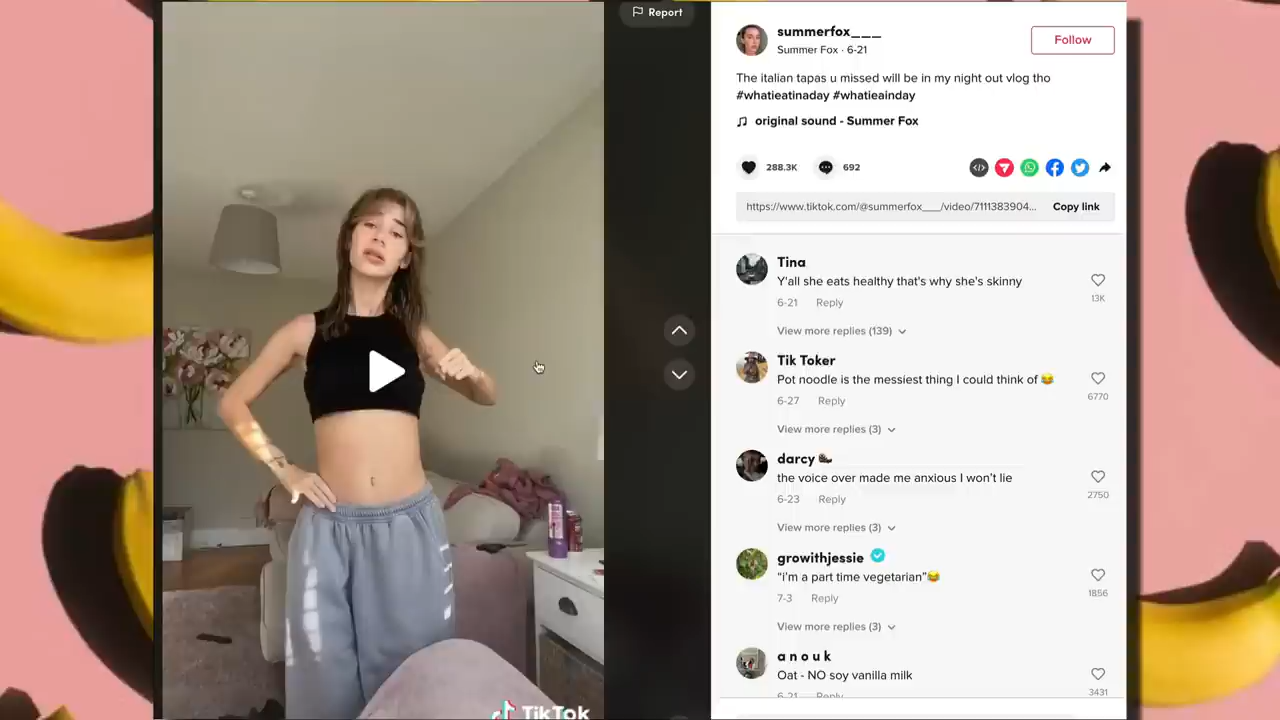 Report
summerfox___
Summer Fox · 6-21
Follow
The italian tapas u missed will be in my night out vlog tho
#whatieatinaday #whatieainday
original sound - Summer Fox
288.3K
692
https://www.tiktok.com/@summerfox___/video/7111383904...
Copy link
Tina
Y'all she eats healthy that's why she's skinny
13K
6-21 Reply
View more replies (139)
Tik Toker
Pot noodle is the messiest thing I could think of 😂
6770
6-27 Reply
View more replies (3)
darcy
the voice over made me anxious I won't lie
2750
6-23 Reply
View more replies (3)
growithjessie
"i'm a part time vegetarian"😂
1856
7-3 Reply
View more replies (3)
a n o u k
Oat - NO soy vanilla milk
3431
6-21 Reply
TikTok